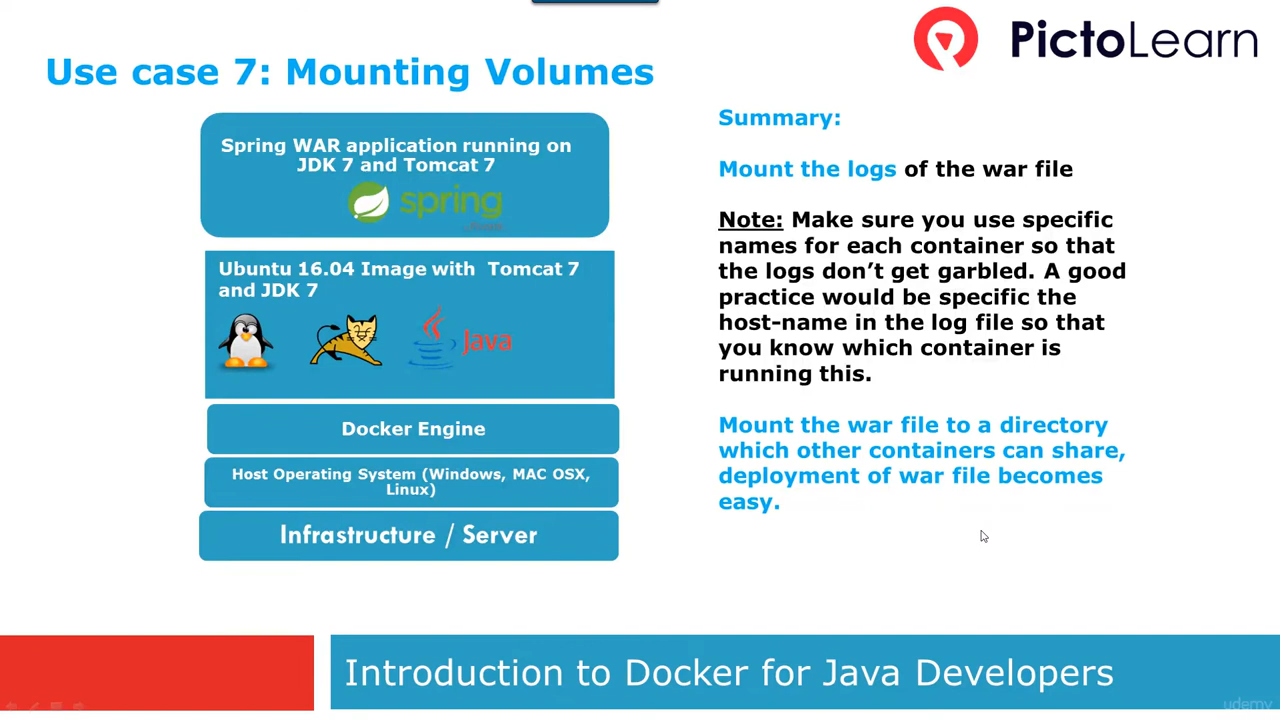 PictoLearn
Use case 7: Mounting Volumes
Spring WAR application running on
JDK 7 and Tomcat 7
spring
Ubuntu 16.04 Image with Tomcat 7
and JDK 7
Java
Docker Engine
Host Operating System (Windows, MAC OSX,
Linux)
Infrastructure / Server
Summary:
Mount the logs of the war file
Note: Make sure you use specific
names for each container so that
the logs don’t get garbled. A good
practice would be specific the
host-name in the log file so that
you know which container is
running this.
Mount the war file to a directory
which other containers can share,
deployment of war file becomes
easy.
Introduction to Docker for Java Developers
udemy